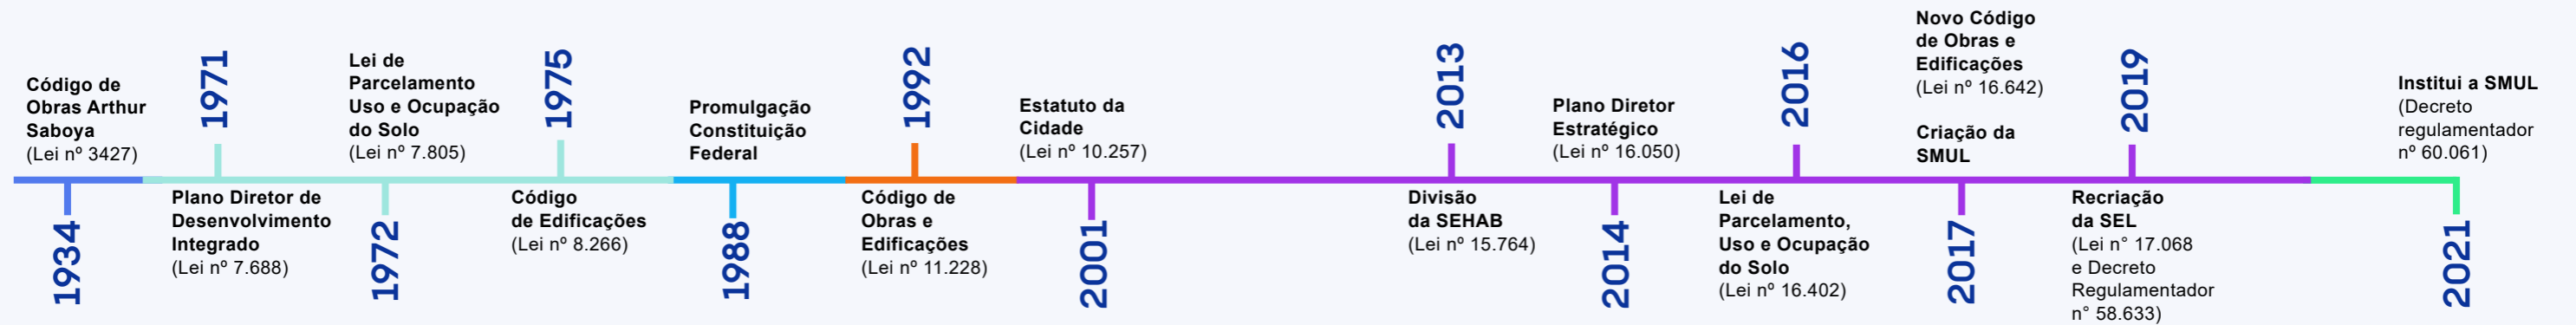 Código de
Obras Arthur
Saboya
(Lei nº 3427)
1934
1971
Plano Diretor de
Desenvolvimento
Integrado
(Lei nº 7.688)
Lei de
Parcelamento
Uso e Ocupação
do Solo
(Lei nº 7.805)
1972
1975
Código
de Edificações
(Lei nº 8.266)
Promulgação
Constituição
Federal
1988
1992
Código de
Obras e
Edificações
(Lei nº 11.228)
Estatuto da
Cidade
(Lei nº 10.257)
2001
2013
Divisão
da SEHAB
(Lei nº 15.764)
Plano Diretor
Estratégico
(Lei nº 16.050)
2014
2016
Lei de
Parcelamento,
Uso e Ocupação
do Solo
(Lei nº 16.402)
Novo Código
de Obras e
Edificações
(Lei nº 16.642)
Criação da
SMUL
2017
2019
Recriação
da SEL
(Lei n° 17.068
e Decreto
Regulamentador
n° 58.633)
Institui a SMUL
(Decreto
regulamentador
nº 60.061)
2021